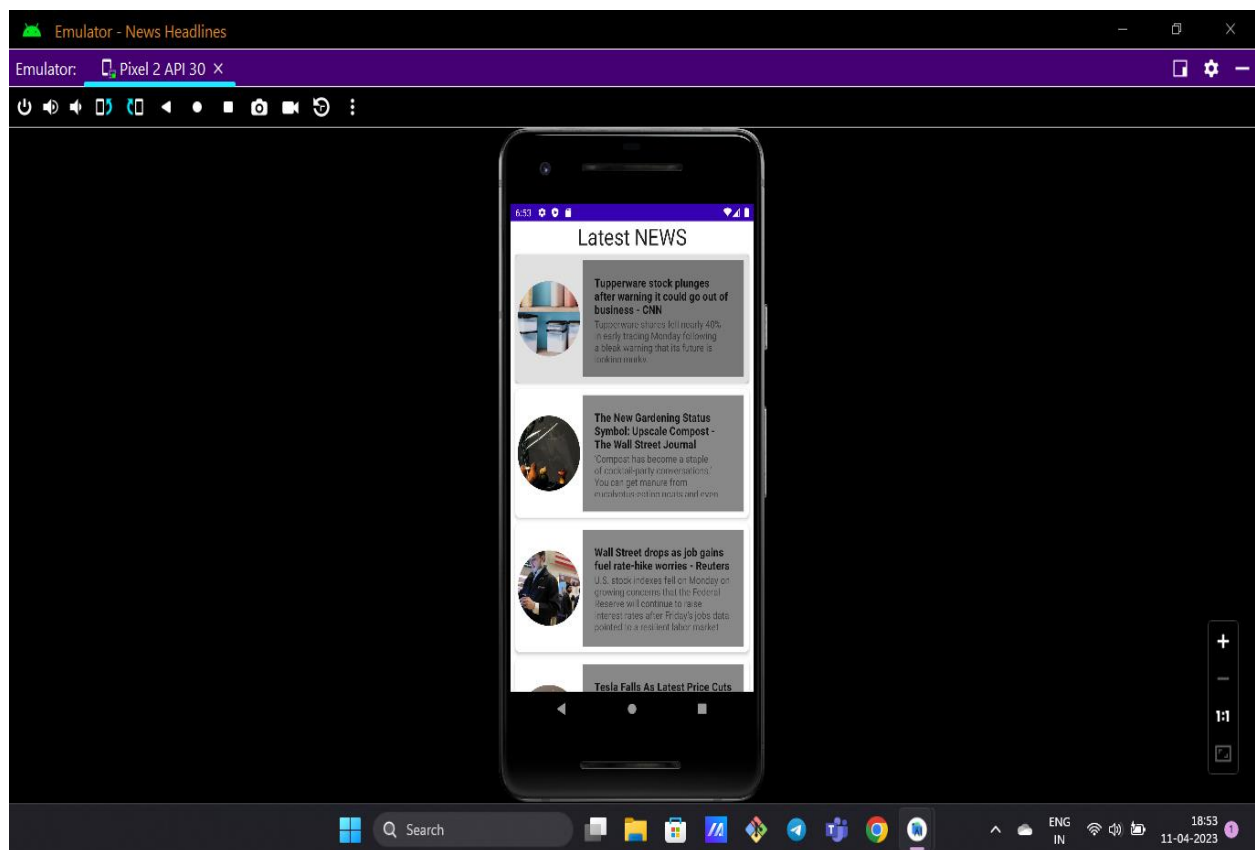 Emulator - News Headlines
Emulator: Pixel 2 API 30
6:53
Latest NEWS
Tupperware stock plunges
after warning it could go out of
business - CNN
Tupperware shares fell nearly 40%
in early trading Monday following
a bleak warning that its future is
looking murky.
The New Gardening Status
Symbol: Upscale Compost -
The Wall Street Journal
'Compost has become a staple
of cocktail-party conversations.'
You can get manure from
and even
Wall Street drops as job gains
fuel rate-hike worries - Reuters
U.S. stock indexes fell on Monday on
growing concerns that the Federal
Reserve will continue to raise
interest rates after Friday's jobs data
pointed to a resilient labor market
Tesla Falls As Latest Price Cuts
1:1
Search
ENG
IN
18:53
11-04-2023
1